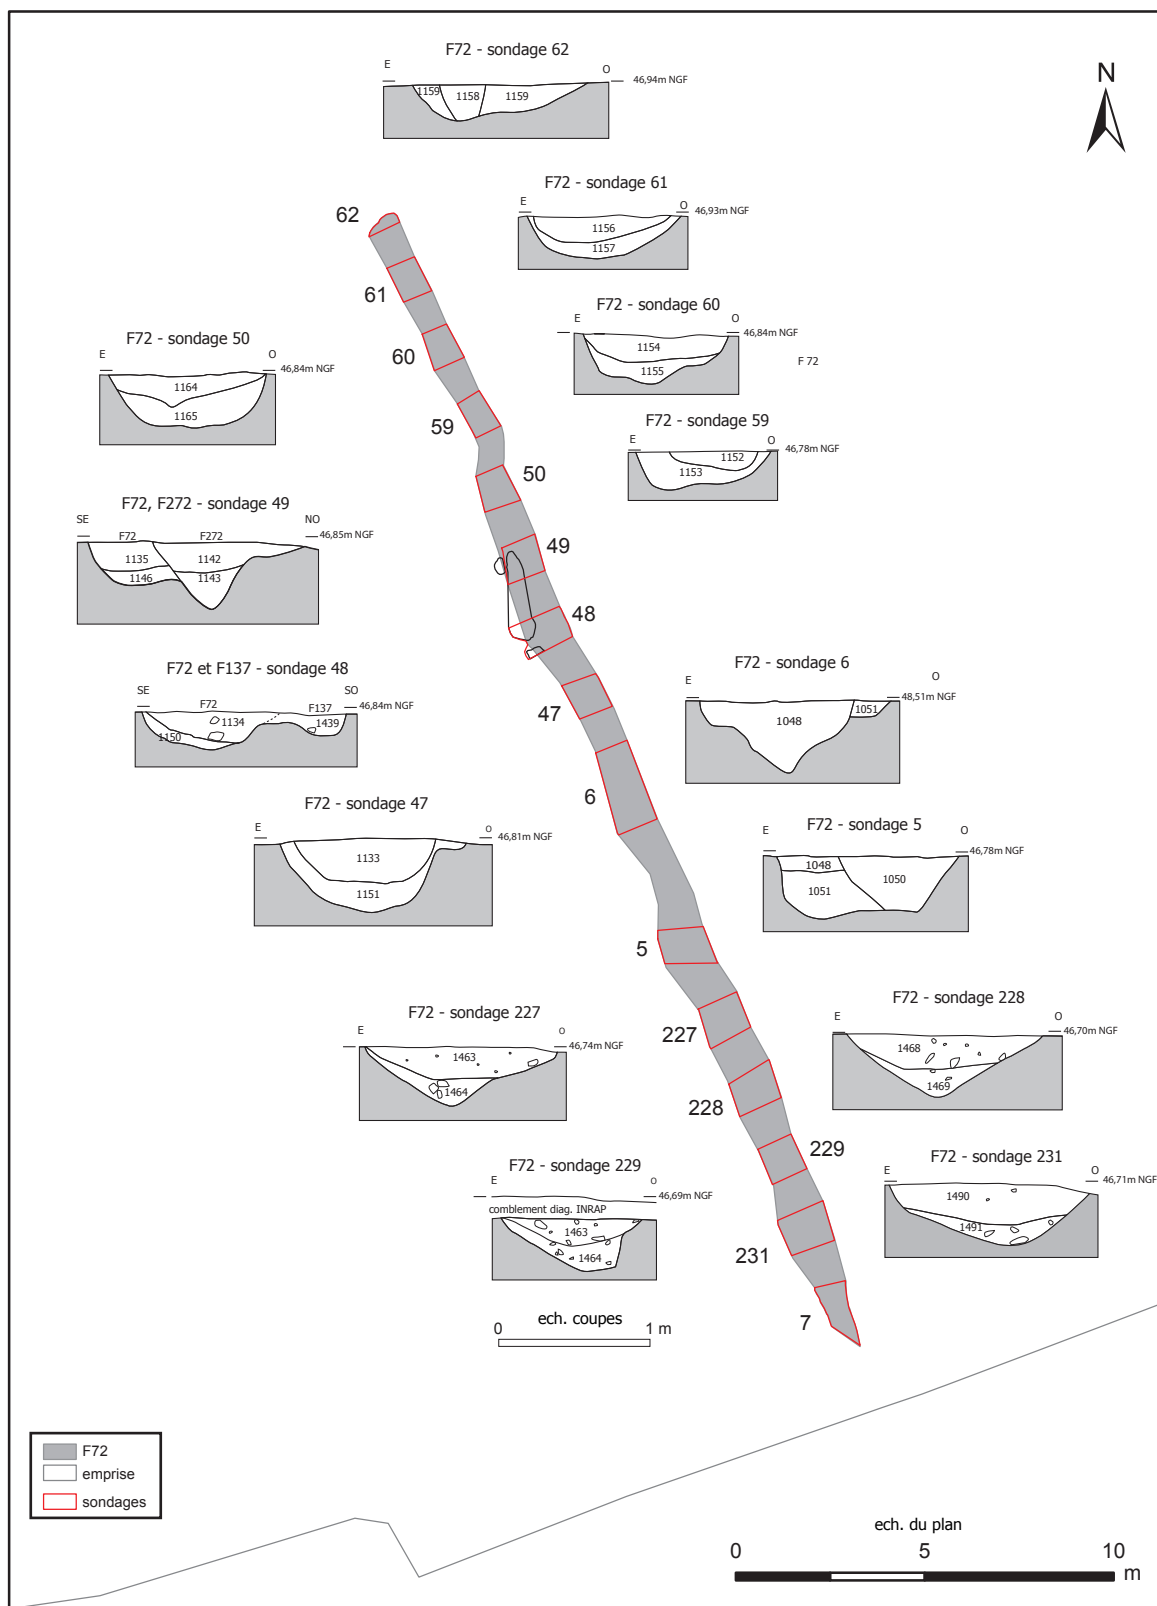 F72 - sondage 62
E
O
46,94m NGF
1159
1158
1159
N
F72 - sondage 61
E
O
46,93m NGF
1156
1157
62
61
F72 - sondage 60
E
O
46,84m NGF
1154
1155
F 72
F72 - sondage 50
E
O
46,84m NGF
1164
1165
60
59
F72 - sondage 59
E
O
46,78m NGF
1152
1153
50
F72, F272 - sondage 49
SE
NO
F72
F272
46,85m NGF
1135
1142
1146
1143
49
48
F72 et F137 - sondage 48
SE
SO
F72
F137
46,84m NGF
1134
1439
1150
F72 - sondage 6
E
O
48,51m NGF
1048
1051
47
6
F72 - sondage 47
E
O
46,81m NGF
1133
1151
F72 - sondage 5
E
O
46,78m NGF
1048
1050
1051
5
F72 - sondage 227
E
O
46,74m NGF
1463
1464
227
F72 - sondage 228
E
O
46,70m NGF
1468
1469
228
229
F72 - sondage 229
E
O
46,69m NGF
comblement diag. INRAP
1463
1464
F72 - sondage 231
E
O
46,71m NGF
1490
1491
231
7
ech. coupes
0
1 m
F72
emprise
sondages
ech. du plan
0
5
10
m